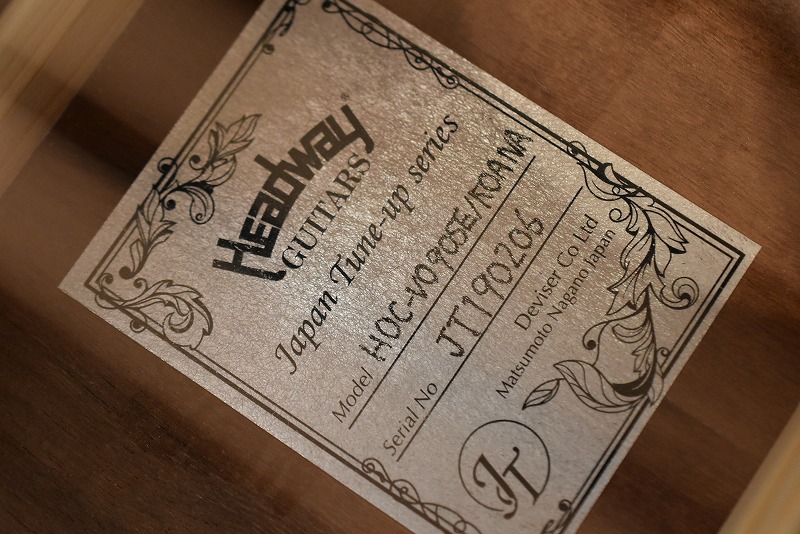 Headway®
GUITARS
Japan Tune-up series
Model HOC-V090SE/KOANA
Serial No JT190206
Deviser Co Ltd
Matsumoto Nagano Japan
JT